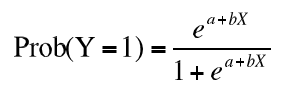 Prob(Y = 1) = e^{a+bX} / (1 + e^{a+bX})